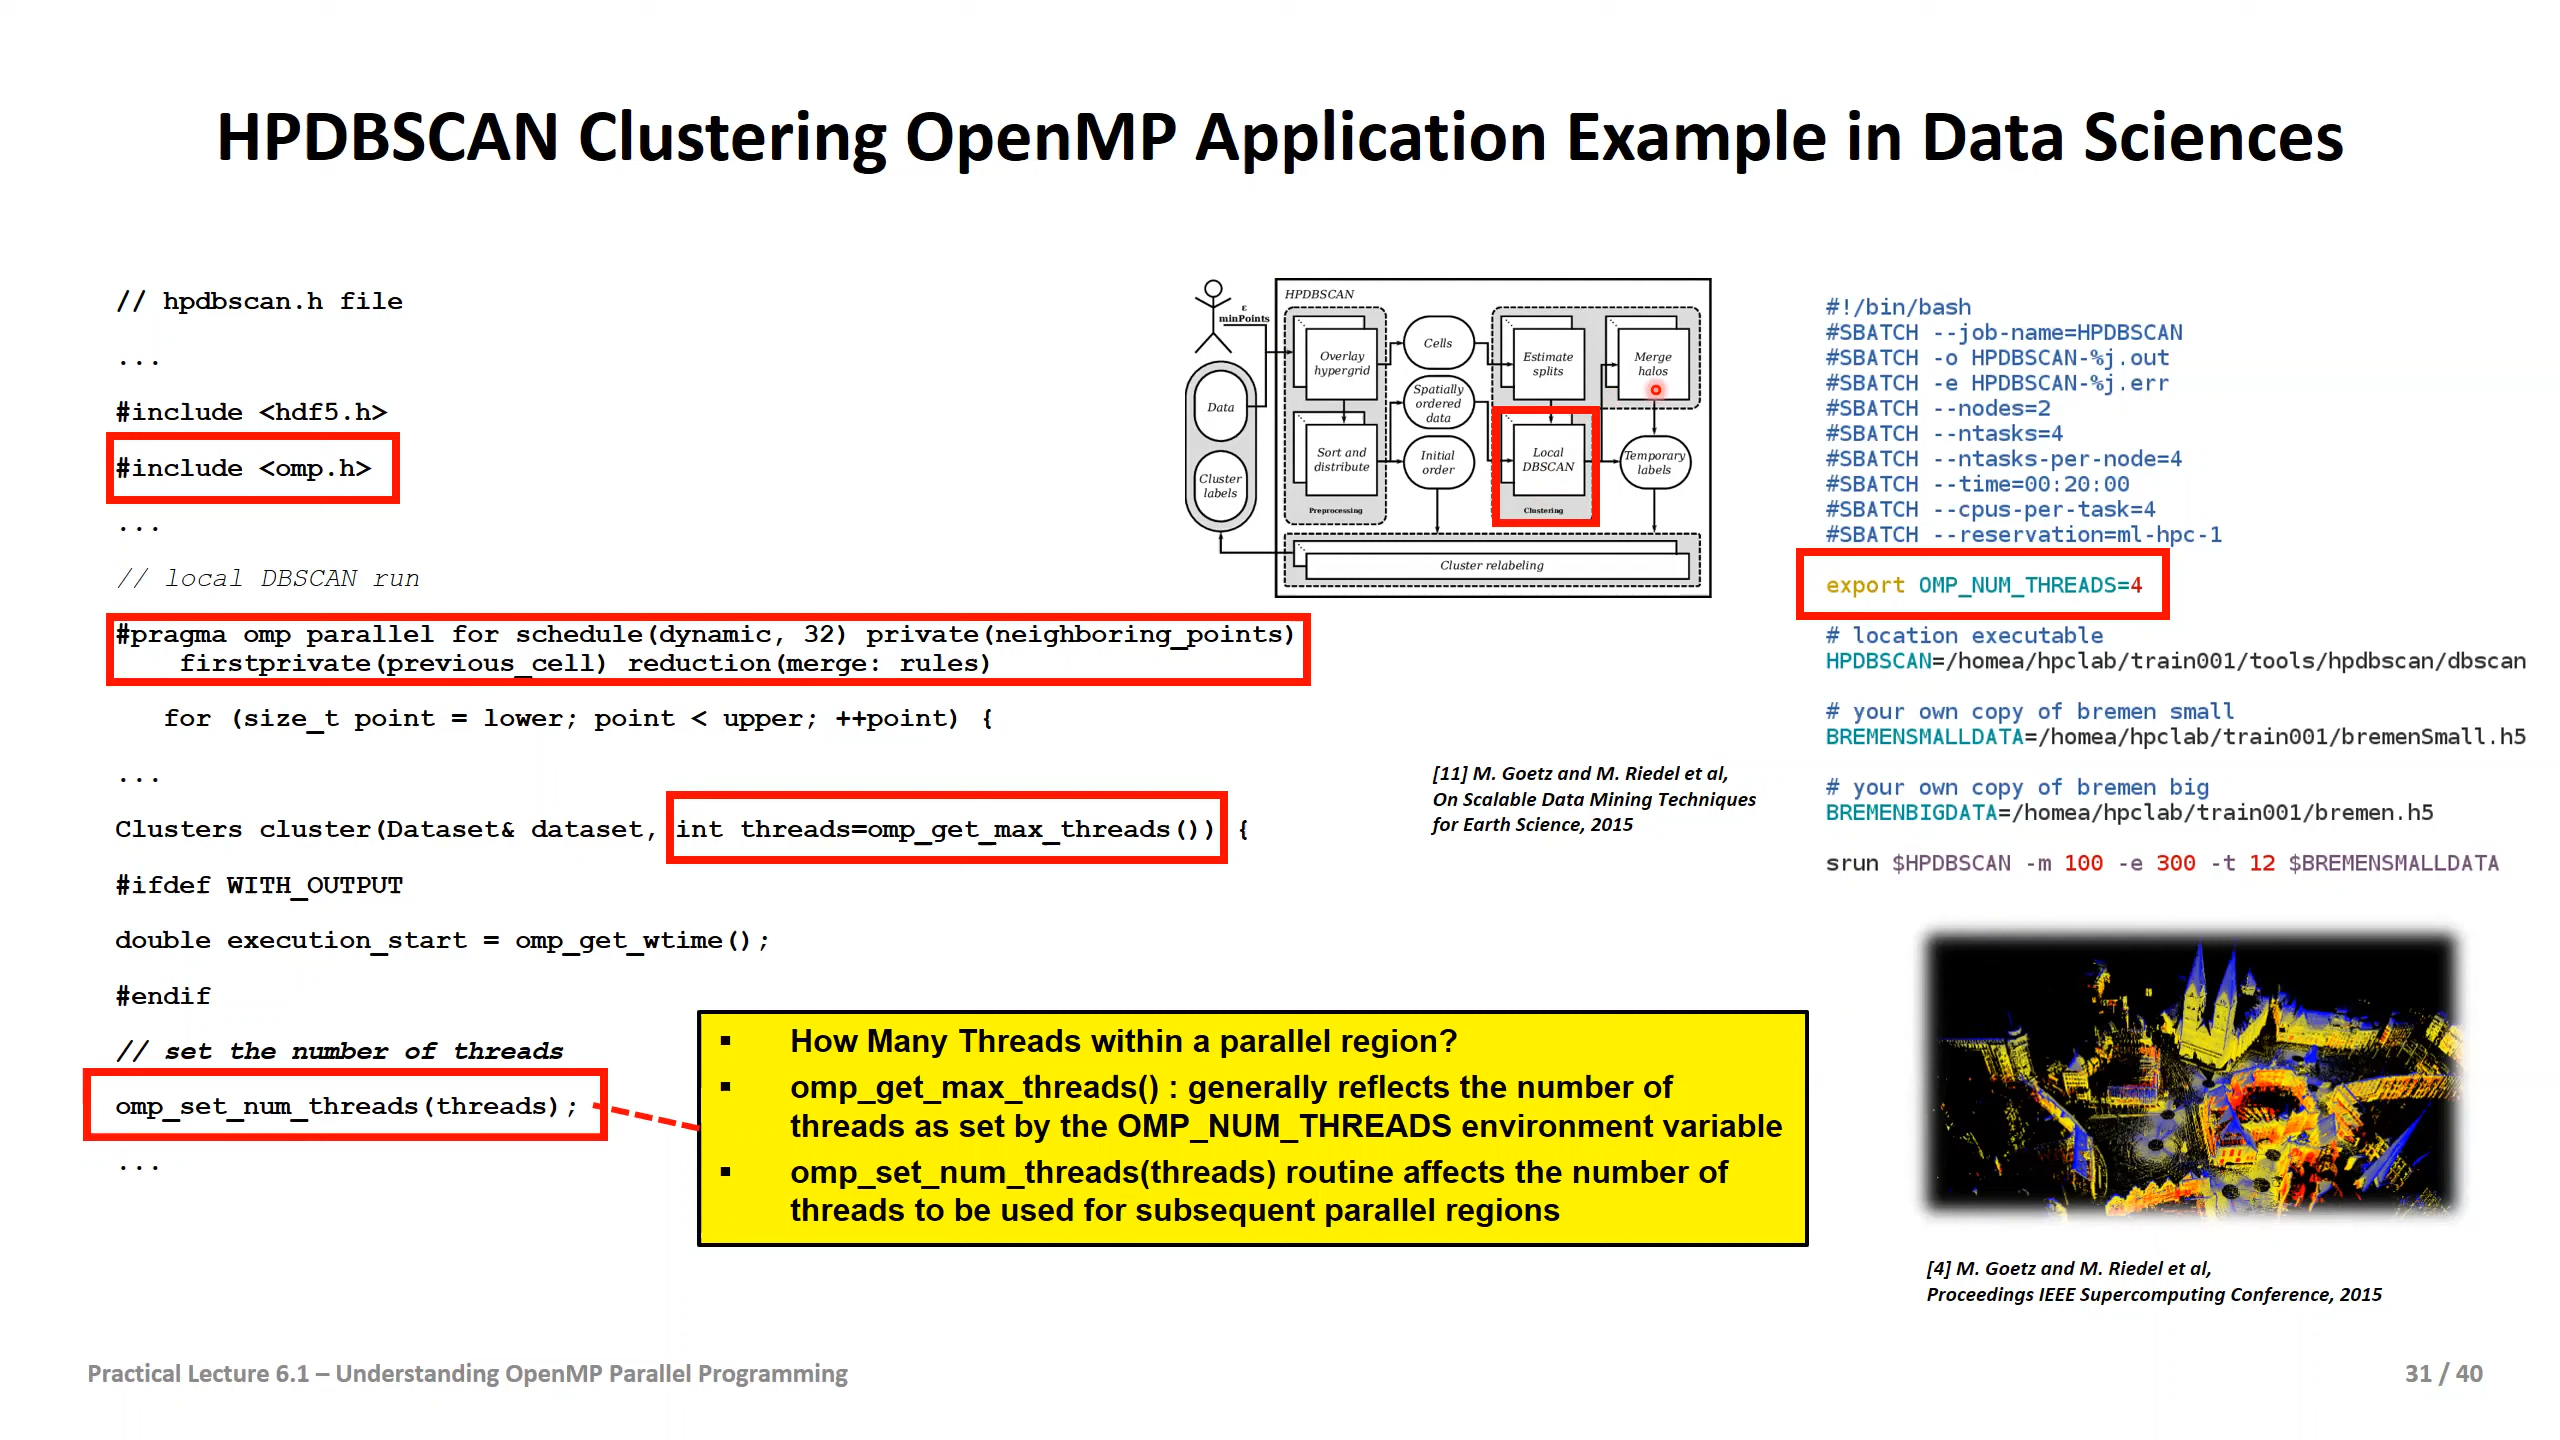 HPDBSCAN Clustering OpenMP Application Example in Data Sciences
// hpdbscan.h file
...
#include <hdf5.h>
#include <omp.h>
...
// local DBSCAN run
#pragma omp parallel for schedule(dynamic, 32) private(neighboring_points)
firstprivate(previous_cell) reduction(merge: rules)
for (size_t point = lower; point < upper; ++point) {
...
Clusters cluster(Dataset& dataset, int threads=omp_get_max_threads()) {
#ifdef WITH_OUTPUT
double execution_start = omp_get_wtime();
#endif
// set the number of threads
omp_set_num_threads(threads);
...
ε
minPoints
Data
Cluster
labels
HPDBSCAN
Overlay
hypergrid
Sort and
distribute
Preprocessing
Cells
Spatially
ordered
data
Initial
order
Estimate
splits
Local
DBSCAN
Clustering
Merge
halos
Temporary
labels
Cluster relabeling
[11] M. Goetz and M. Riedel et al,
On Scalable Data Mining Techniques
for Earth Science, 2015
▪ How Many Threads within a parallel region?
▪ omp_get_max_threads() : generally reflects the number of
threads as set by the OMP_NUM_THREADS environment variable
▪ omp_set_num_threads(threads) routine affects the number of
threads to be used for subsequent parallel regions
#!/bin/bash
#SBATCH --job-name=HPDBSCAN
#SBATCH -o HPDBSCAN-%j.out
#SBATCH -e HPDBSCAN-%j.err
#SBATCH --nodes=2
#SBATCH --ntasks=4
#SBATCH --ntasks-per-node=4
#SBATCH --time=00:20:00
#SBATCH --cpus-per-task=4
#SBATCH --reservation=ml-hpc-1
export OMP_NUM_THREADS=4
# location executable
HPDBSCAN=/homea/hpclab/train001/tools/hpdbscan/dbscan
# your own copy of bremen small
BREMENSMALLDATA=/homea/hpclab/train001/bremenSmall.h5
# your own copy of bremen big
BREMENBIGDATA=/homea/hpclab/train001/bremen.h5
srun $HPDBSCAN -m 100 -e 300 -t 12 $BREMENSMALLDATA
[4] M. Goetz and M. Riedel et al,
Proceedings IEEE Supercomputing Conference, 2015
Practical Lecture 6.1 – Understanding OpenMP Parallel Programming
31 / 40